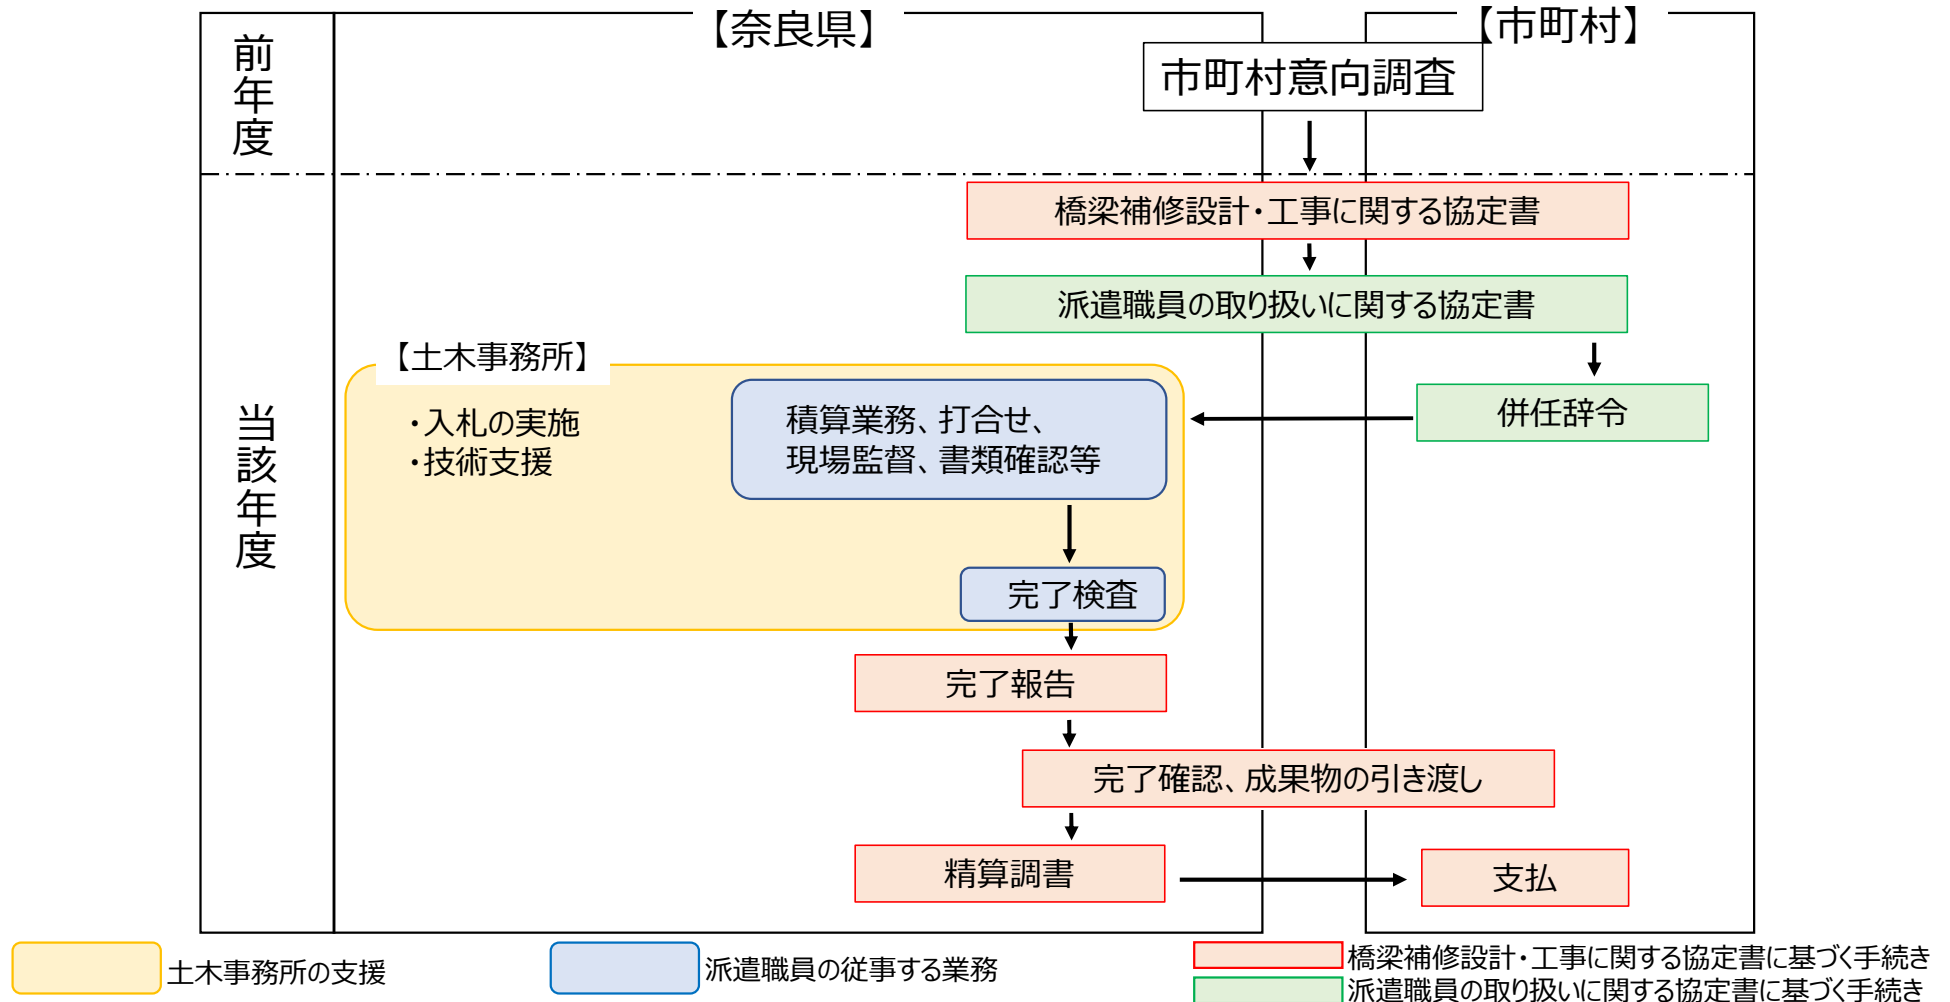 【奈良県】
【市町村】
前年度
市町村意向調査
橋梁補修設計・工事に関する協定書
派遣職員の取り扱いに関する協定書
【土木事務所】
当該年度
・入札の実施
・技術支援
積算業務、打合せ、
現場監督、書類確認等
併任辞令
完了検査
完了報告
完了確認、成果物の引き渡し
精算調書
支払
土木事務所の支援
派遣職員の従事する業務
橋梁補修設計・工事に関する協定書に基づく手続き
派遣職員の取り扱いに関する協定書に基づく手続き